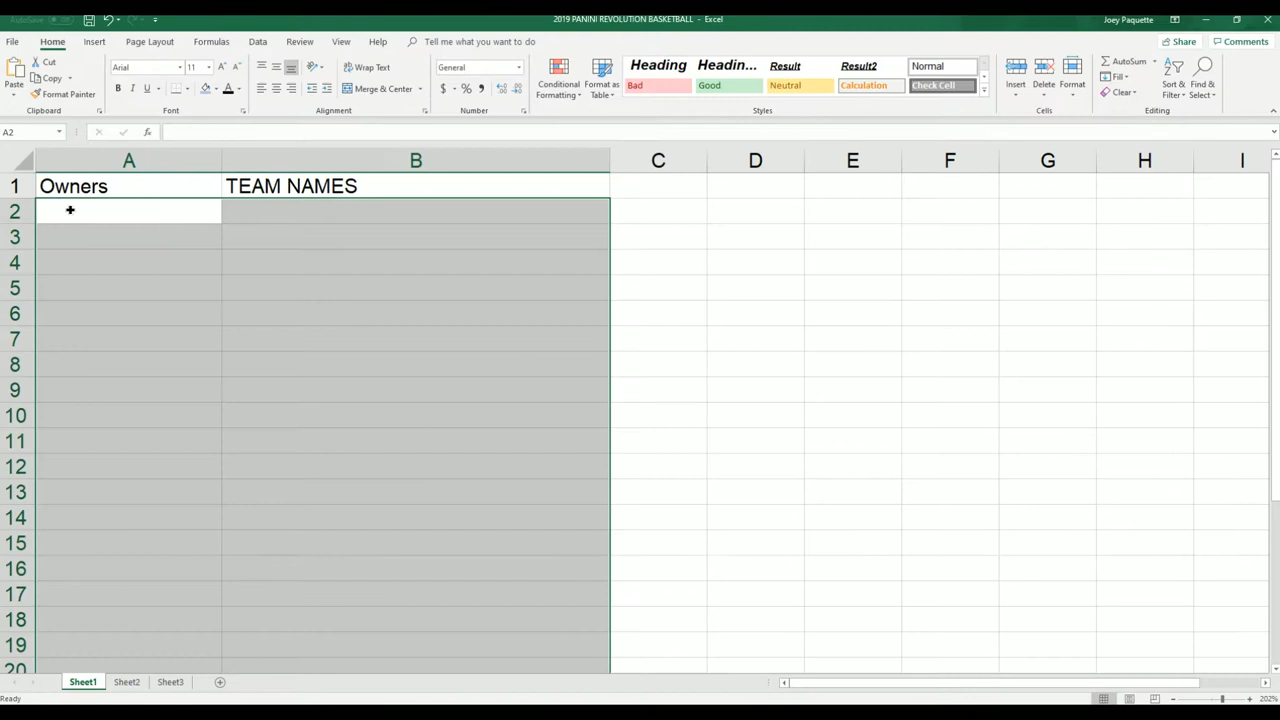 AutoSave Off 2019 PANINI REVOLUTION BASKETBALL - Excel Joey Paquette
File Home Insert Page Layout Formulas Data Review View Help Tell me what you want to do Share Comments
Paste Cut Copy Format Painter Clipboard
Arial 11 A A B I U A Font
Wrap Text Merge & Center Alignment
General $ % , Number
Conditional Formatting Format as Table
Heading Headin... Result Result2 Normal
Bad Good Neutral Calculation Check Cell
Styles
Insert Delete Format Cells
AutoSum Fill Clear Sort & Filter Find & Select Editing
A2 fx
A B C D E F G H I
1 Owners TEAM NAMES
2
3
4
5
6
7
8
9
10
11
12
13
14
15
16
17
18
19
20
Sheet1 Sheet2 Sheet3
Ready 202%